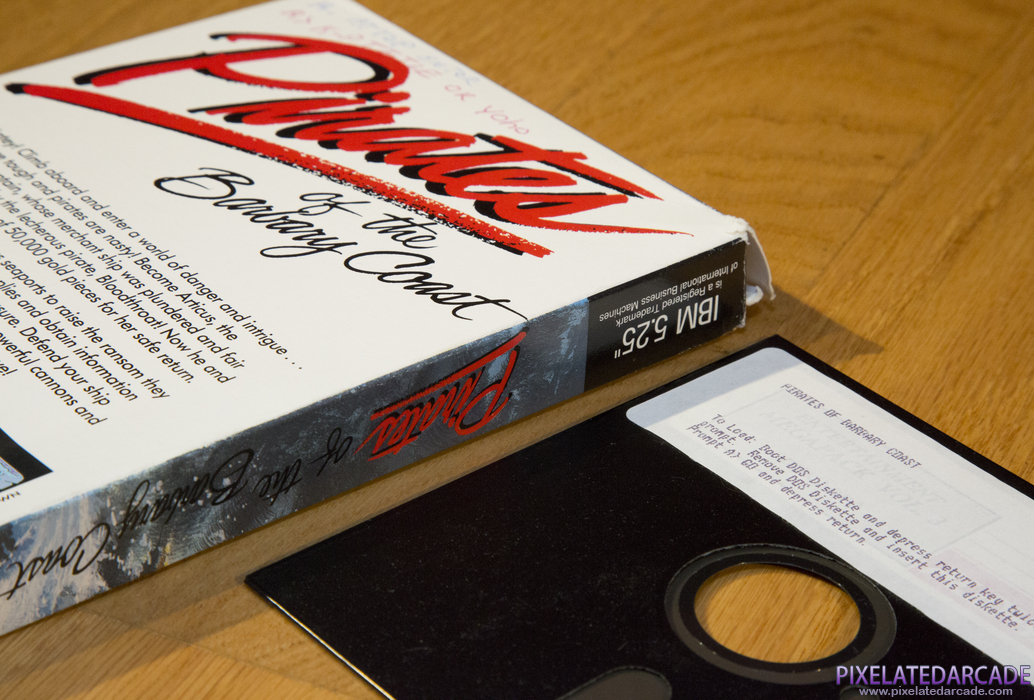 OR yoho
Pirates
of the
Barbary Coast
Climb aboard and enter a world of danger and intrigue...
tough and pirates are nasty! Become Articus, the
whose merchant ship was plundered and fair
the lecherous pirate, Bloodthroat! Now he and
50,000 gold pieces for her safe return.
seaports to raise the ransom they
and obtain information
Defend your ship
powerful cannons and
IBM 5.25"
is a Registered Trademark
of International Business Machines
Pirates
of the Barbary Coast
PIRATES OF BARBARY COAST
To Load: Boot DOS Diskette and depress return key
prompt. Remove DOS Diskette and insert this
Prompt A> GO and depress return.
diskette.
PIXELATEDARCADE
www.pixelatedarcade.com